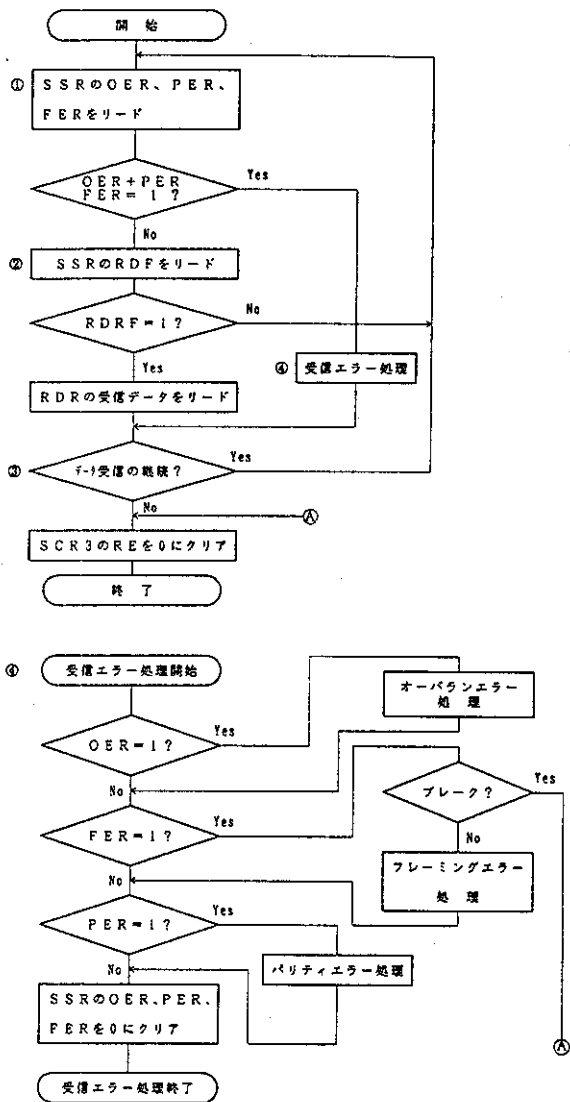 開 始
① SSRのOER、PER、
FERをリード
OER+PER
FER=1?
Yes
No
② SSRのRDFをリード
RDRF=1?
No
Yes
④ 受信エラー処理
RDRの受信データをリード
③ データ受信の継続?
Yes
No
Ⓐ
SCR3のREを0にクリア
終 了
④ 受信エラー処理開始
オーバランエラー
処 理
OER=1?
Yes
No
ブレーク?
Yes
FER=1?
Yes
No
フレーミングエラー
処 理
No
PER=1?
Yes
パリティエラー処理
No
SSRのOER、PER、
FERを0にクリア
Ⓐ
受信エラー処理終了